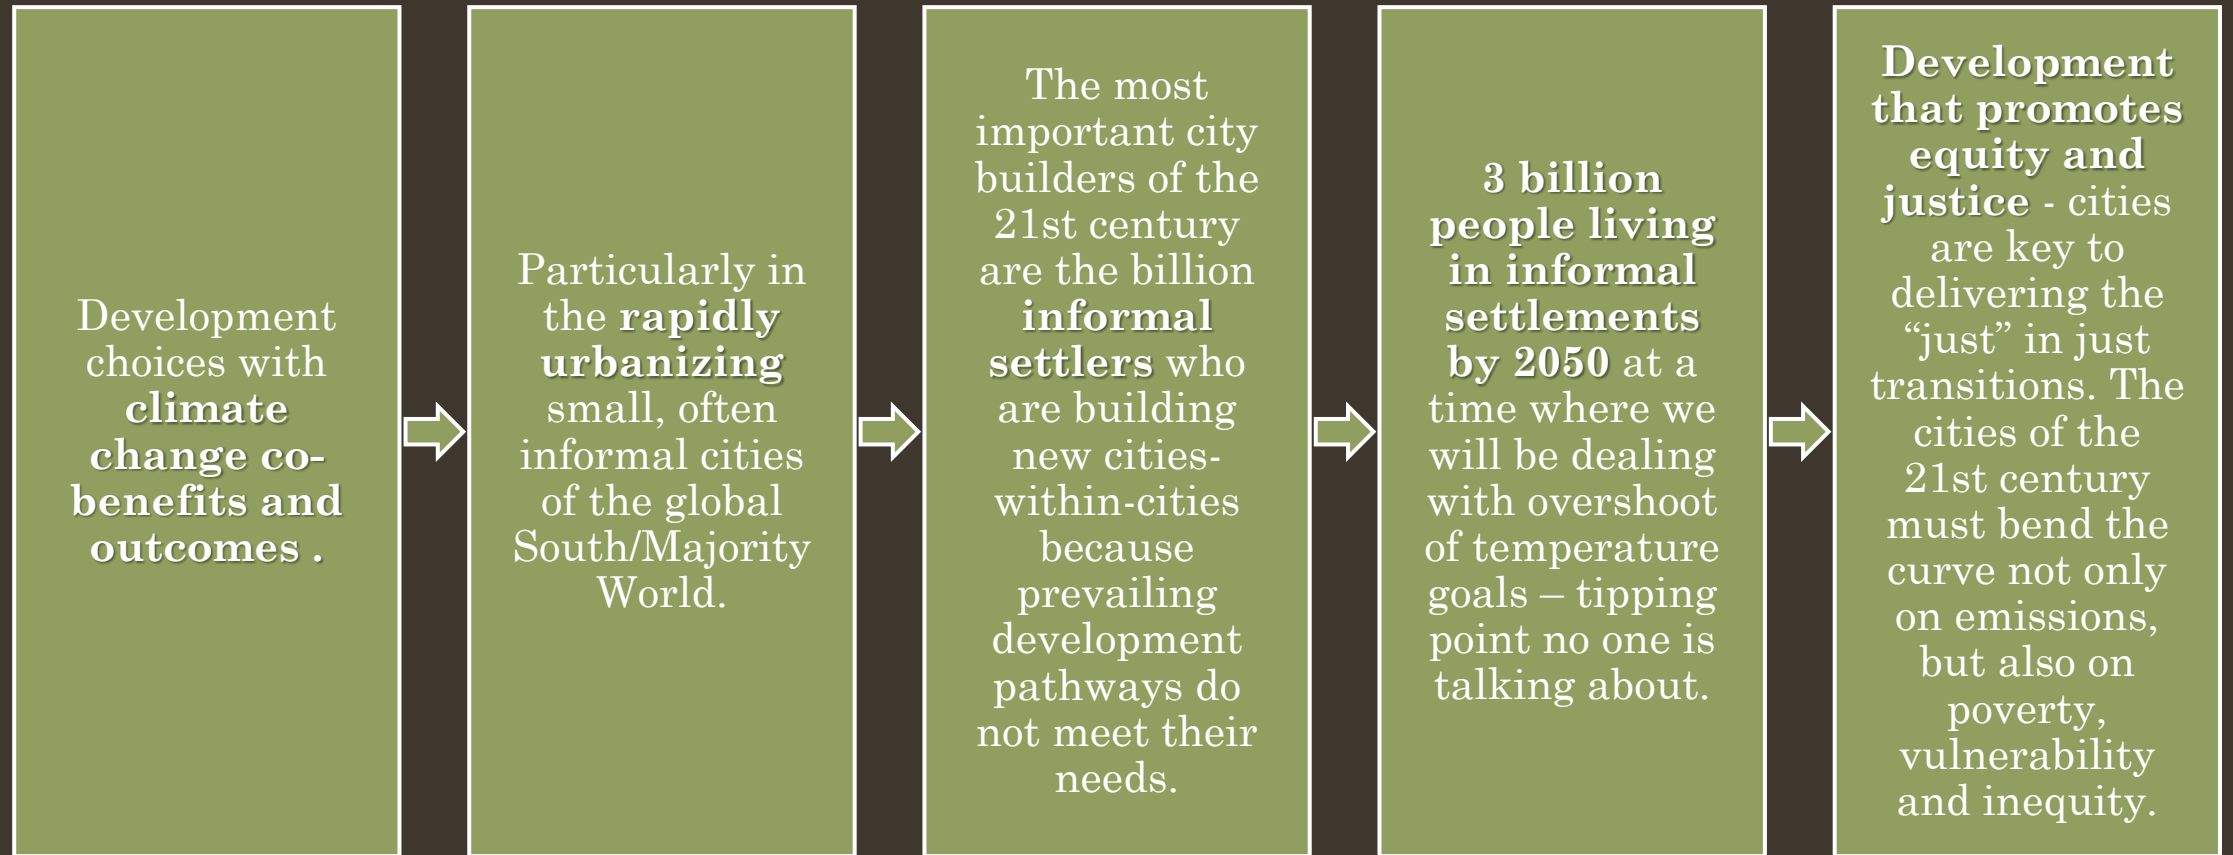 Development
choices with
climate
change co-
benefits and
outcomes .
Particularly in
the rapidly
urbanizing
small, often
informal cities
of the global
South/Majority
World.
The most
important city
builders of the
21st century
are the billion
informal
settlers who
are building
new cities-
within-cities
because
prevailing
development
pathways do
not meet their
needs.
3 billion
people living
in informal
settlements
by 2050 at a
time where we
will be dealing
with overshoot
of temperature
goals – tipping
point no one is
talking about.
Development
that promotes
equity and
justice - cities
are key to
delivering the
“just” in just
transitions. The
cities of the
21st century
must bend the
curve not only
on emissions,
but also on
poverty,
vulnerability
and inequity.